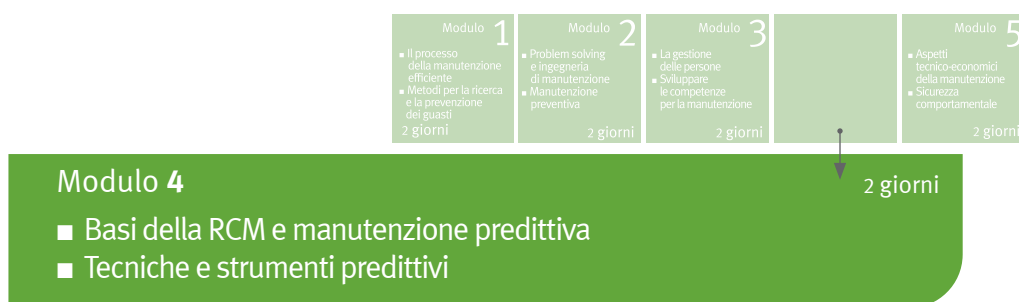 Modulo 1
■ Il processo
della manutenzione
efficiente
■ Metodi per la ricerca
e la prevenzione
dei guasti
2 giorni
Modulo 2
■ Problem solving
e ingegneria
di manutenzione
■ Manutenzione
preventiva
2 giorni
Modulo 3
■ La gestione
delle persone
■ Sviluppare
le competenze
per la manutenzione
2 giorni
Modulo 5
■ Aspetti
tecnico-economici
della manutenzione
■ Sicurezza
comportamentale
2 giorni
Modulo 4
2 giorni
■ Basi della RCM e manutenzione predittiva
■ Tecniche e strumenti predittivi